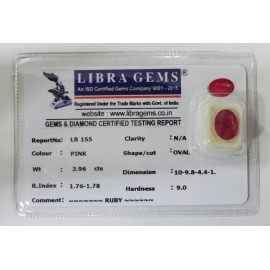 LIBRA GEMS®
An ISO Certified Gems Company 9001 - 2015
Registered Under the Trade Marks with Govt. of India
website : www.libragems.co.in
GEMS & DIAMOND CERTIFIED TESTING REPORT
ReportNo: LR 155 Clarity : N/A
Colour : PINK Shape/cut : OVAL
Wt : 3.96 cts Dimension : 10-9.8-4.4-1.
R.Index : 1.76-1.78 Hardness : 9.0
Comment : ~~~~~~~ RUBY ~~~~~~~